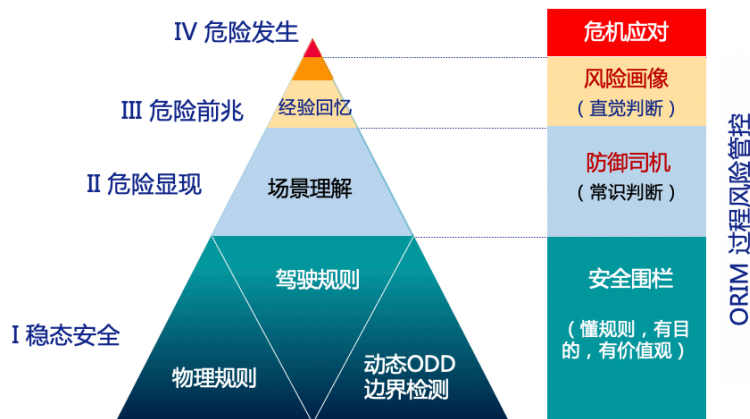 IV 危险发生
危机应对
风险画像
（直觉判断）
III 危险前兆
经验回忆
防御司机
（常识判断）
II 危险显现
场景理解
驾驶规则
安全围栏
I 稳态安全
（懂规则，有目
的，有价值观）
物理规则
动态ODD
边界检测
ORIM 过程风险管控